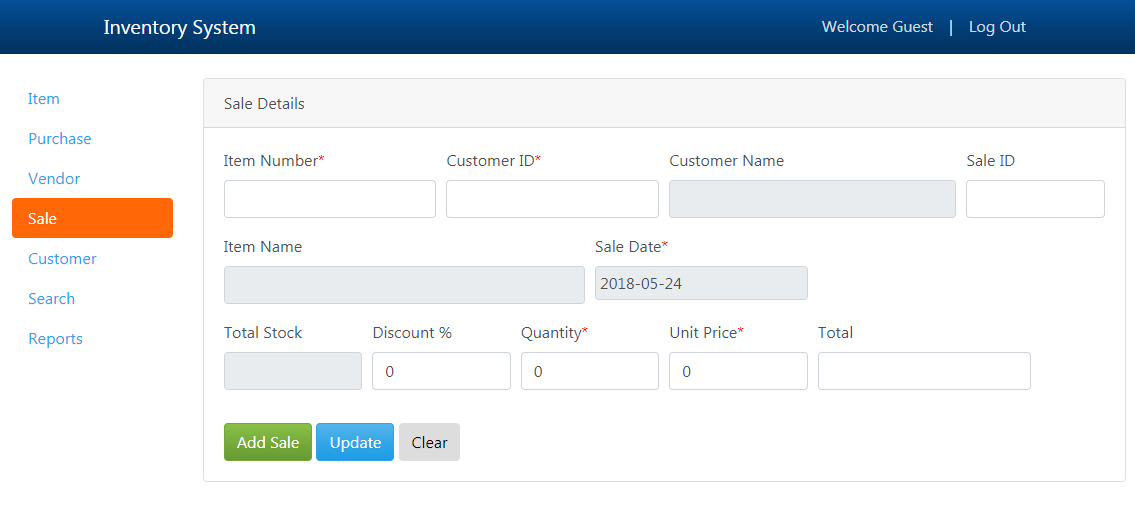 Inventory System
Welcome Guest | Log Out
Item
Purchase
Vendor
Sale
Customer
Search
Reports
Sale Details
Item Number* Customer ID* Customer Name Sale ID
Item Name Sale Date*
2018-05-24
Total Stock Discount % Quantity* Unit Price* Total
0 0 0
Add Sale Update Clear